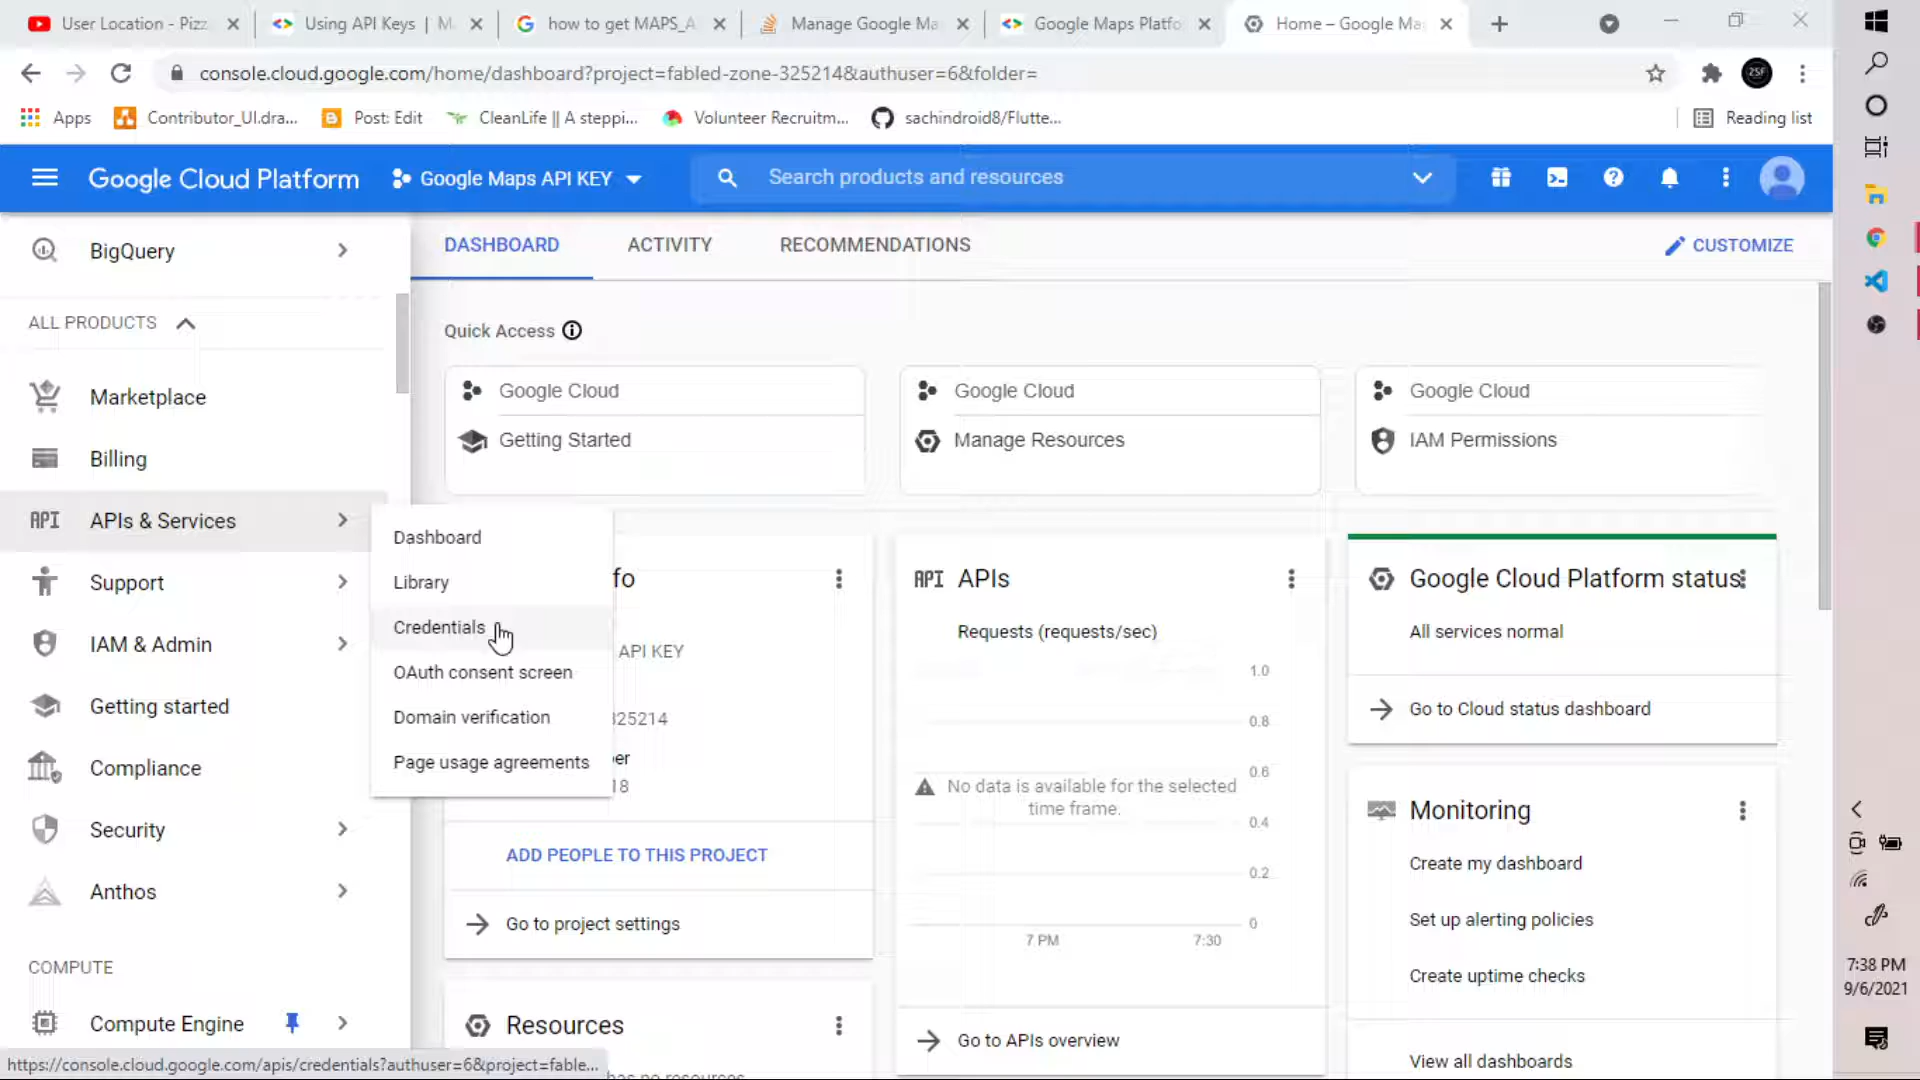 User Location - Pizz
Using API Keys | M
how to get MAPS_A
Manage Google Ma
Google Maps Platfo
Home – Google Ma
console.cloud.google.com/home/dashboard?project=fabled-zone-325214&authuser=6&folder=
Apps
Contributor_UI.dra...
Post: Edit
CleanLife || A steppi...
Volunteer Recruitm...
sachindroid8/Flutte...
Reading list
Google Cloud Platform
Google Maps API KEY
Search products and resources
BigQuery
DASHBOARD
ACTIVITY
RECOMMENDATIONS
CUSTOMIZE
ALL PRODUCTS
Marketplace
Billing
APIs & Services
Support
IAM & Admin
Getting started
Compliance
Security
Anthos
COMPUTE
Compute Engine
Dashboard
Library
Credentials
OAuth consent screen
Domain verification
Page usage agreements
Quick Access
Google Cloud
Getting Started
Google Cloud
Manage Resources
Google Cloud
IAM Permissions
fo
API KEY
325214
er
18
ADD PEOPLE TO THIS PROJECT
Go to project settings
Resources
API APIs
Requests (requests/sec)
1.0
0.8
0.6
No data is available for the selected
time frame.
0.4
0.2
0
7 PM
7:30
Go to APIs overview
Google Cloud Platform status
All services normal
Go to Cloud status dashboard
Monitoring
Create my dashboard
Set up alerting policies
Create uptime checks
View all dashboards
https://console.cloud.google.com/apis/credentials?authuser=6&project=fable...
7:38 PM
9/6/2021